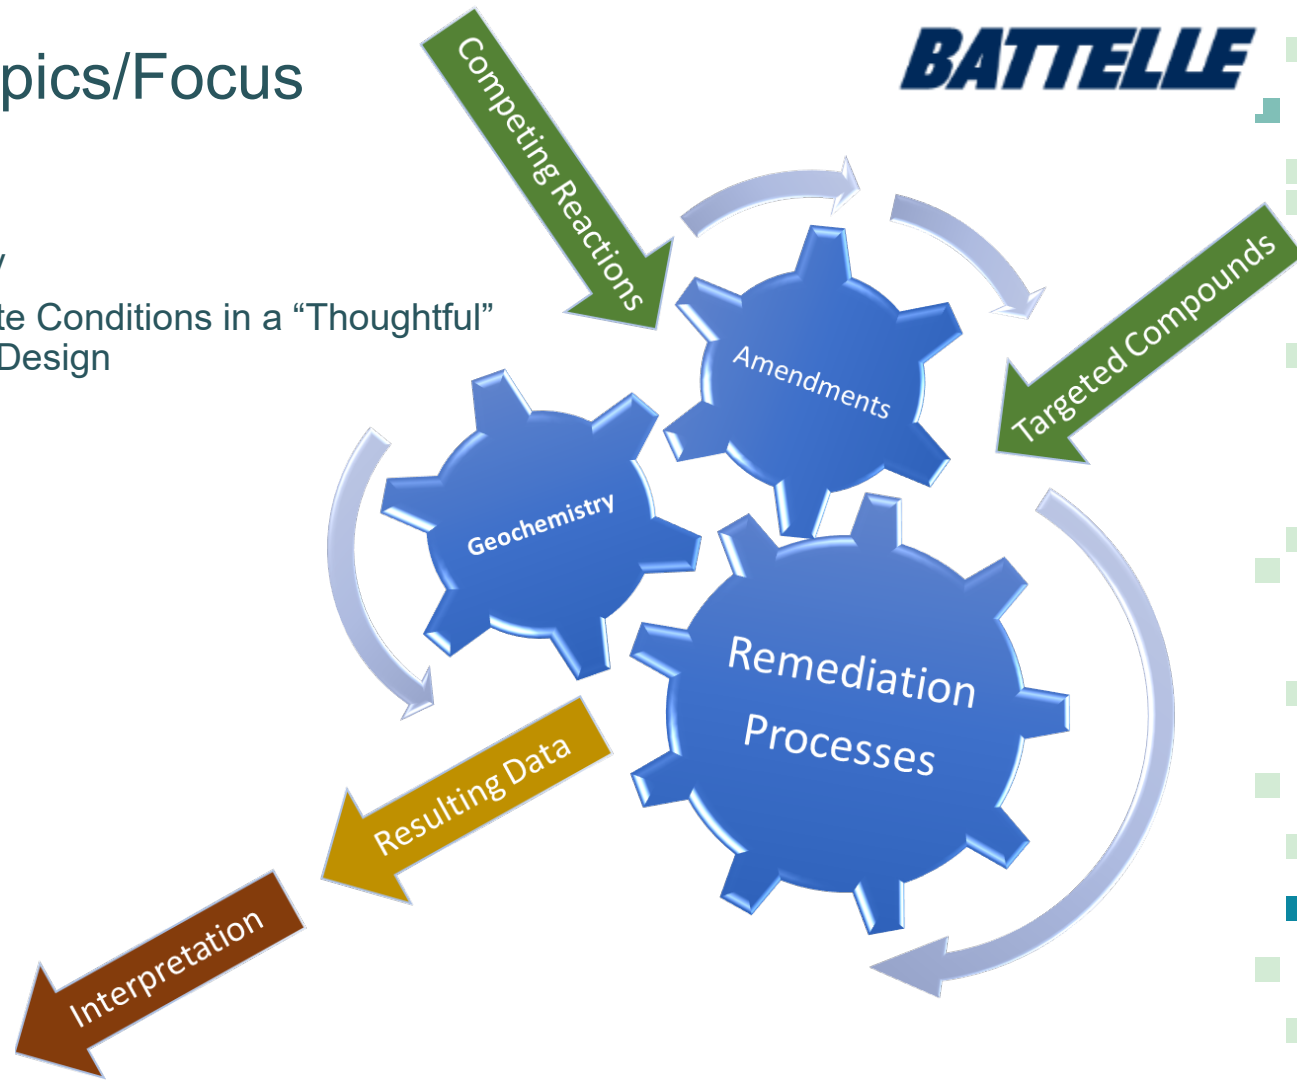 pics/Focus
BATTELLE
Competing Reactions
y
te Conditions in a “Thoughtful”
Design
Targeted Compounds
Amendments
Geochemistry
Remediation
Processes
Resulting Data
Interpretation